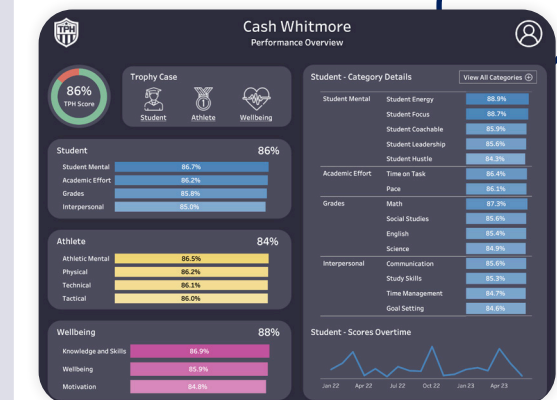 TPH
Cash Whitmore
Performance Overview
86%
TPH Score
Trophy Case
Student Athlete Wellbeing
Student 86%
Student Mental 86.7%
Academic Effort 86.2%
Grades 85.8%
Interpersonal 85.0%
Athlete 84%
Athletic Mental 86.5%
Physical 86.2%
Technical 86.1%
Tactical 86.0%
Wellbeing 88%
Knowledge and Skills 86.9%
Wellbeing 85.9%
Motivation 84.8%
Student - Category Details View All Categories
Student Mental Student Energy 88.9%
Student Focus 88.7%
Student Coachable 85.9%
Student Leadership 85.6%
Student Hustle 84.3%
Academic Effort Time on Task 86.4%
Pace 86.1%
Grades Math 87.3%
Social Studies 85.6%
English 85.4%
Science 84.9%
Interpersonal Communication 85.6%
Study Skills 85.3%
Time Management 84.7%
Goal Setting 84.6%
Student - Scores Overtime
Jan 22 Apr 22 Jul 22 Oct 22 Jan 23 Apr 23